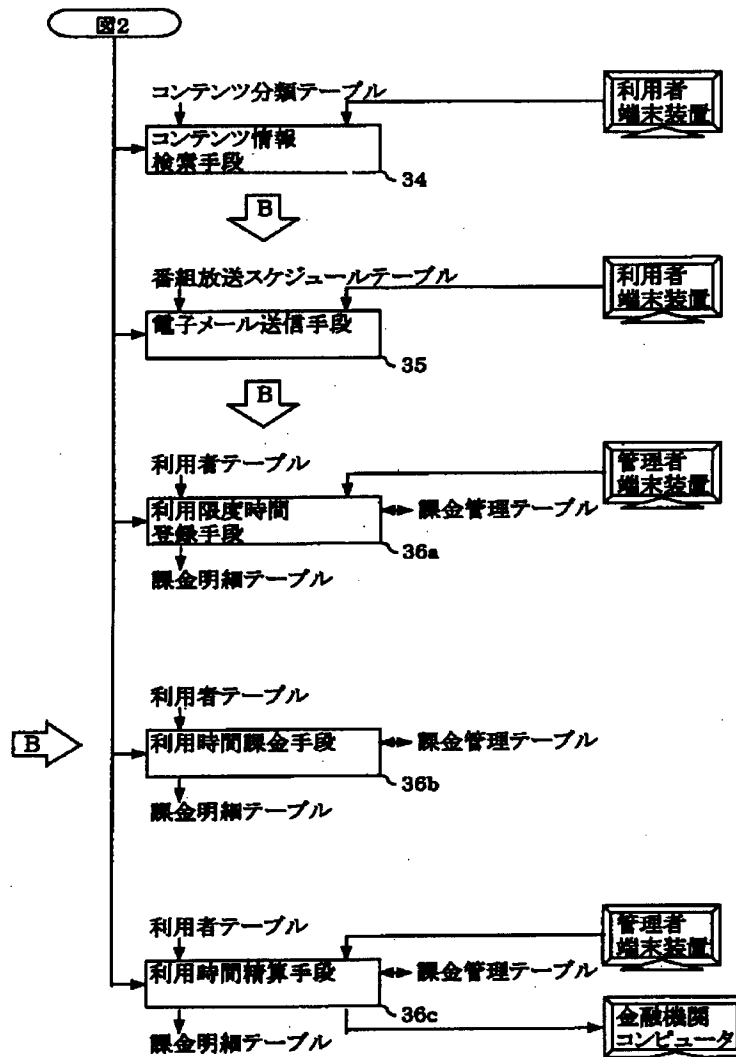 図2
コンテンツ分類テーブル
利用者
端末装置
コンテンツ情報
検索手段
34
B
番組放送スケジュールテーブル
利用者
端末装置
電子メール送信手段
35
B
利用者テーブル
管理者
端末装置
利用限度時間
登録手段
課金管理テーブル
36a
課金明細テーブル
利用者テーブル
B
利用時間課金手段
課金管理テーブル
36b
課金明細テーブル
利用者テーブル
管理者
端末装置
利用時間精算手段
課金管理テーブル
36c
課金明細テーブル
金融機関
コンピュータ